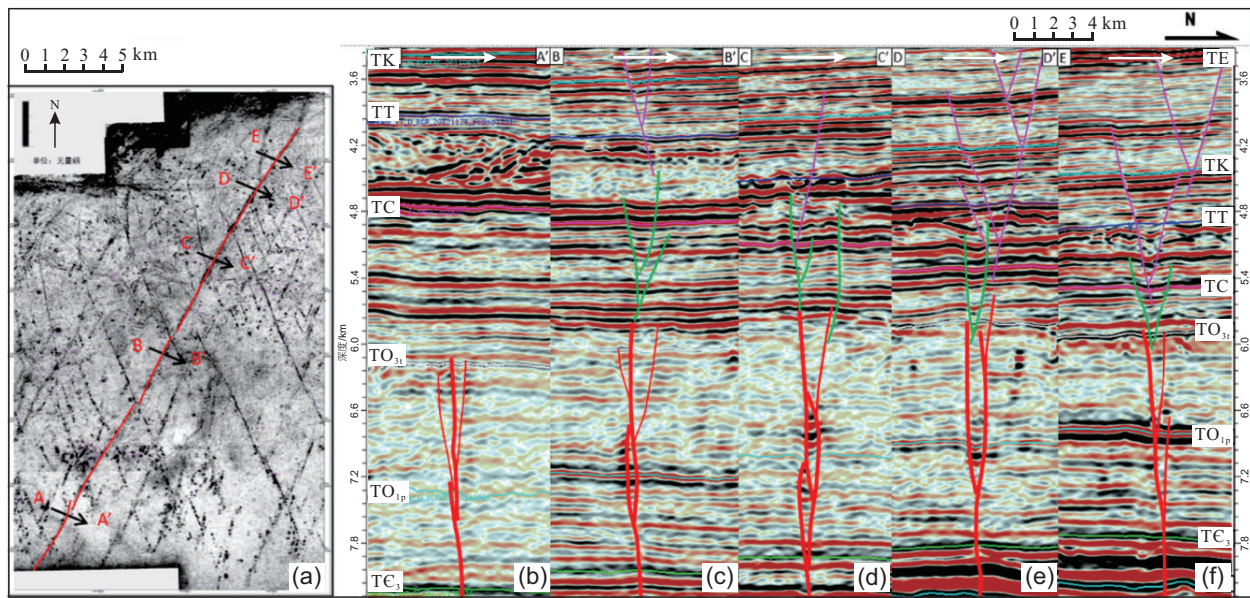 0 1 2 3 4 5 km
0 1 2 3 4 km
N
N
单位：无量纲
E
E'
D
D'
C
C'
B
B'
A
A'
(a)
深度/km
3.6
4.2
4.8
5.4
6.0
6.6
7.2
7.8
TK
A'
TT
TC
TO3t
TO1p
TЄ3
(b)
B
B'
(c)
C
C'
(d)
D
D'
(e)
E
TE
TK
TT
TC
TO3t
TO1p
TЄ3
(f)
3.6
4.2
4.8
5.4
6.0
6.6
7.2
7.8